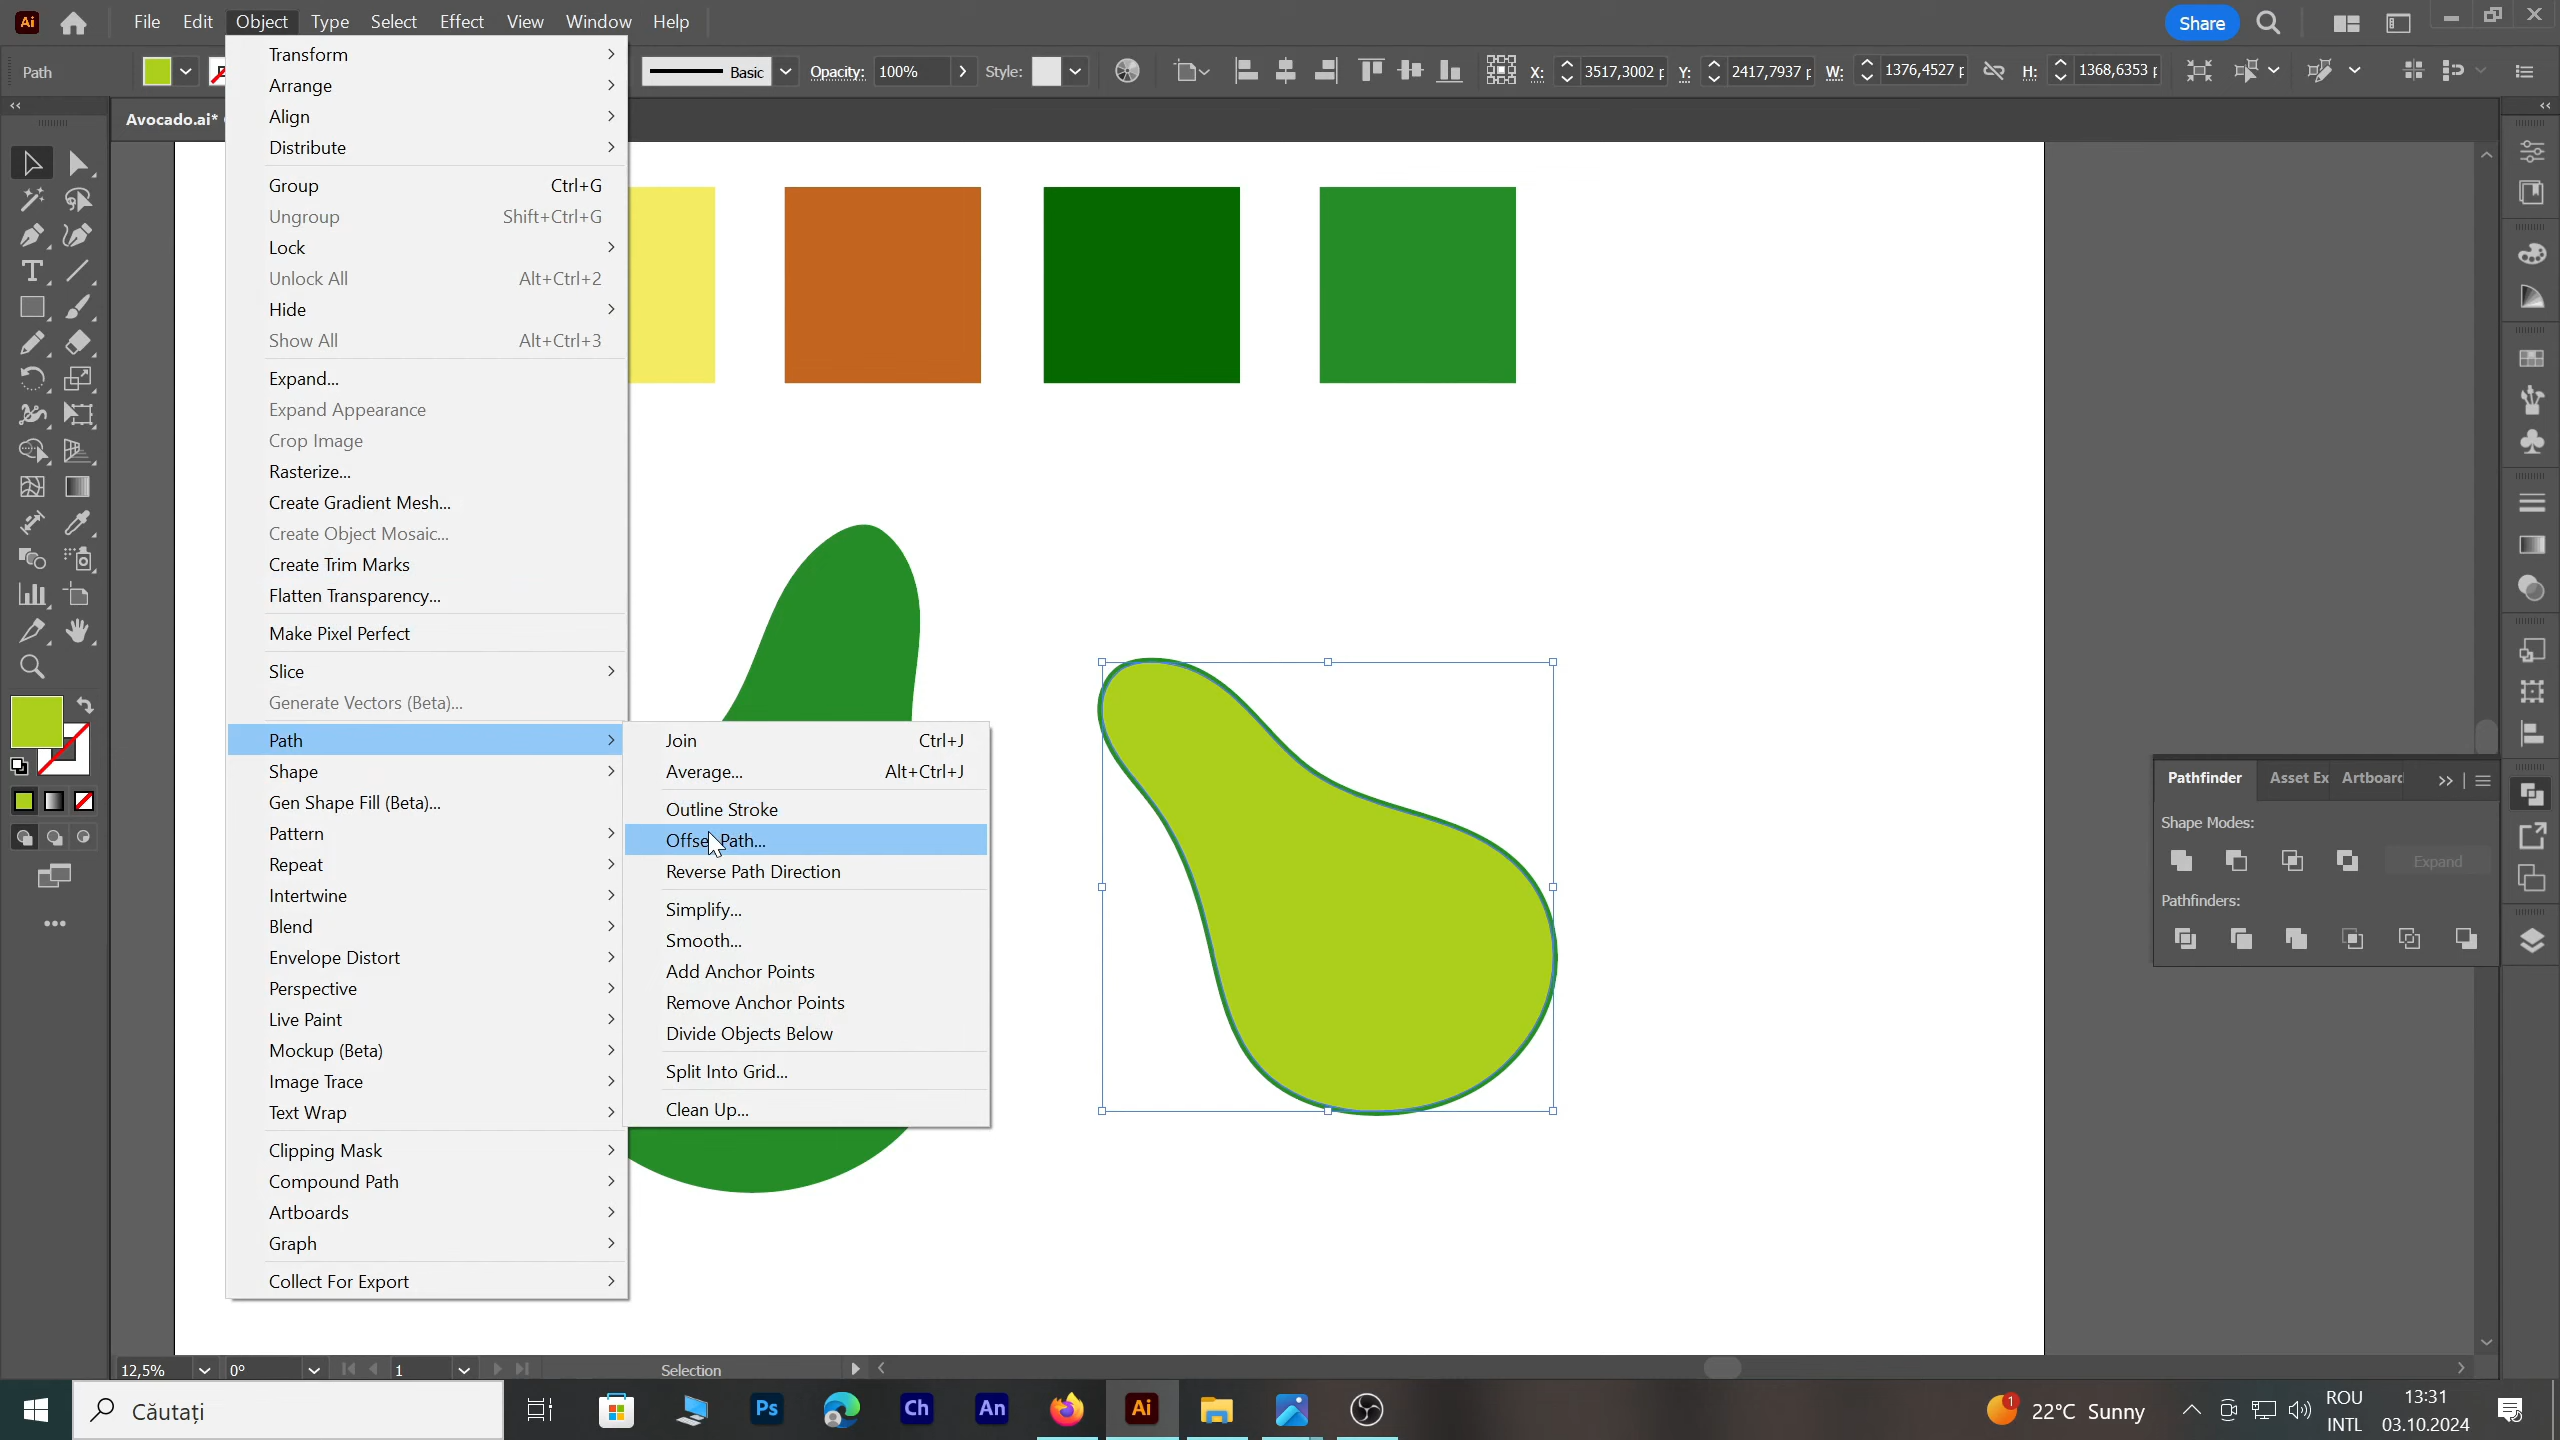 Ai File Edit Object Type Select Effect View Window Help Share
Path Basic Opacity: 100% Style: X: 3517,3002 p Y: 2417,7937 p W: 1376,4527 p H: 1368,6353 p
Avocado.ai*
Transform
Arrange
Align
Distribute
Group Ctrl+G
Ungroup Shift+Ctrl+G
Lock
Unlock All Alt+Ctrl+2
Hide
Show All Alt+Ctrl+3
Expand...
Expand Appearance
Crop Image
Rasterize...
Create Gradient Mesh...
Create Object Mosaic...
Create Trim Marks
Flatten Transparency...
Make Pixel Perfect
Slice
Generate Vectors (Beta)...
Path
Shape
Gen Shape Fill (Beta)...
Pattern
Repeat
Intertwine
Blend
Envelope Distort
Perspective
Live Paint
Mockup (Beta)
Image Trace
Text Wrap
Clipping Mask
Compound Path
Artboards
Graph
Collect For Export
Join Ctrl+J
Average... Alt+Ctrl+J
Outline Stroke
Offset Path...
Reverse Path Direction
Simplify...
Smooth...
Add Anchor Points
Remove Anchor Points
Divide Objects Below
Split Into Grid...
Clean Up...
Pathfinder Asset Ex Artboard
Shape Modes:
Expand
Pathfinders:
12,5% 0° 1 Selection
Căutați Ps Ch An Ai 1 22°C Sunny ROU 13:31
INTL 03.10.2024